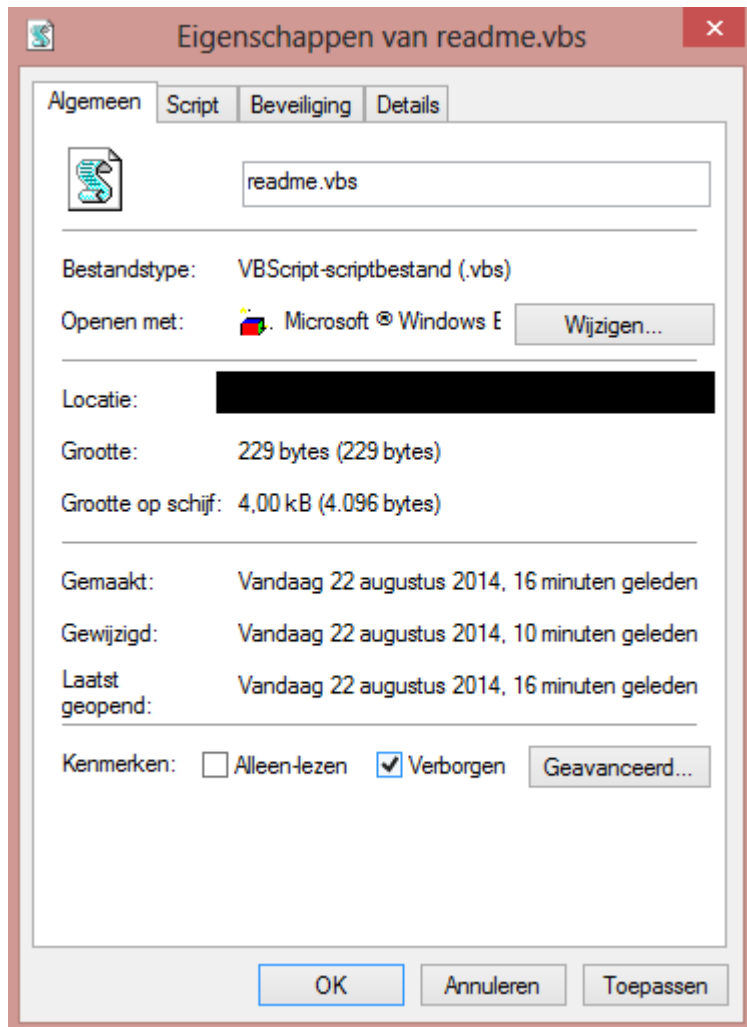 Eigenschappen van readme.vbs
Algemeen Script Beveiliging Details
readme.vbs
Bestandstype: VBScript-scriptbestand (.vbs)
Openen met: Microsoft ® Windows E Wijzigen...
Locatie:
Grootte: 229 bytes (229 bytes)
Grootte op schijf: 4,00 kB (4.096 bytes)
Gemaakt: Vandaag 22 augustus 2014, 16 minuten geleden
Gewijzigd: Vandaag 22 augustus 2014, 10 minuten geleden
Laatst
geopend: Vandaag 22 augustus 2014, 16 minuten geleden
Kenmerken: Alleen-lezen Verborgen Geavanceerd...
OK Annuleren Toepassen